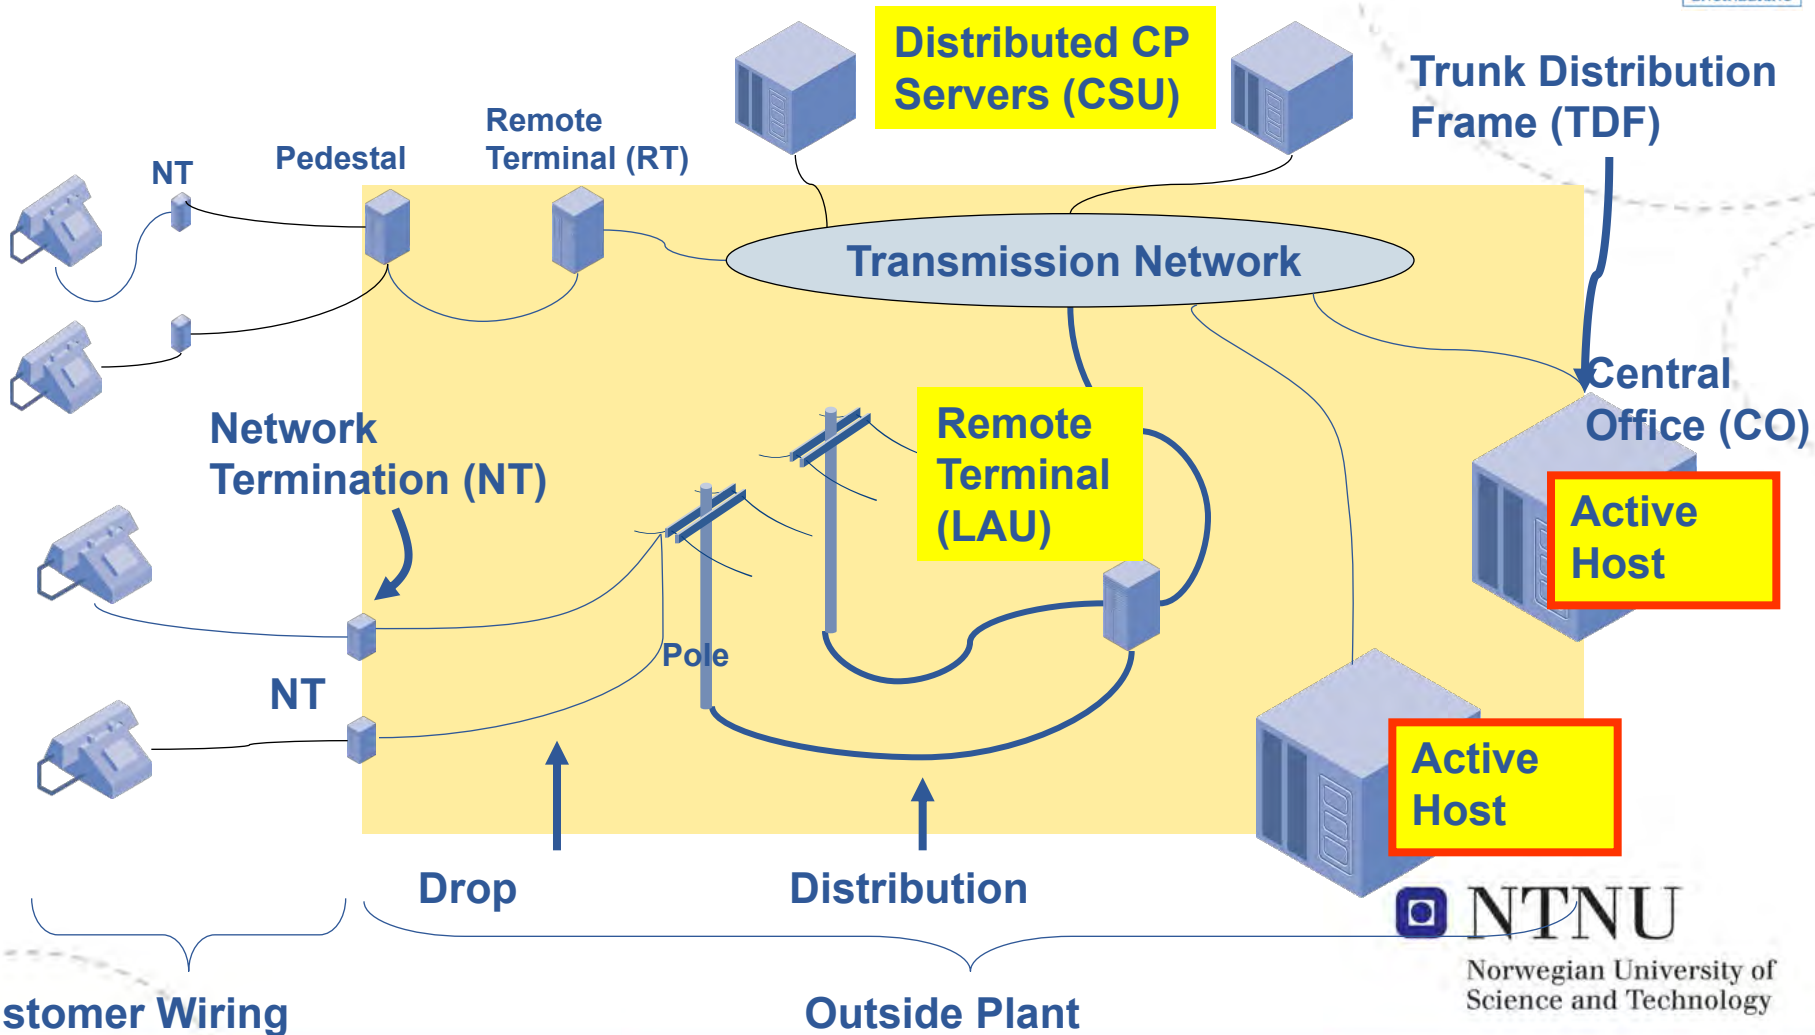 Distributed CP
Servers (CSU)
Trunk Distribution
Frame (TDF)
Remote
Terminal (RT)
Pedestal
NT
Transmission Network
Central
Office (CO)
Network
Termination (NT)
Remote
Terminal
(LAU)
Active
Host
Pole
NT
Active
Host
Drop
Distribution
NTNU
Norwegian University of
Science and Technology
stomer Wiring
Outside Plant